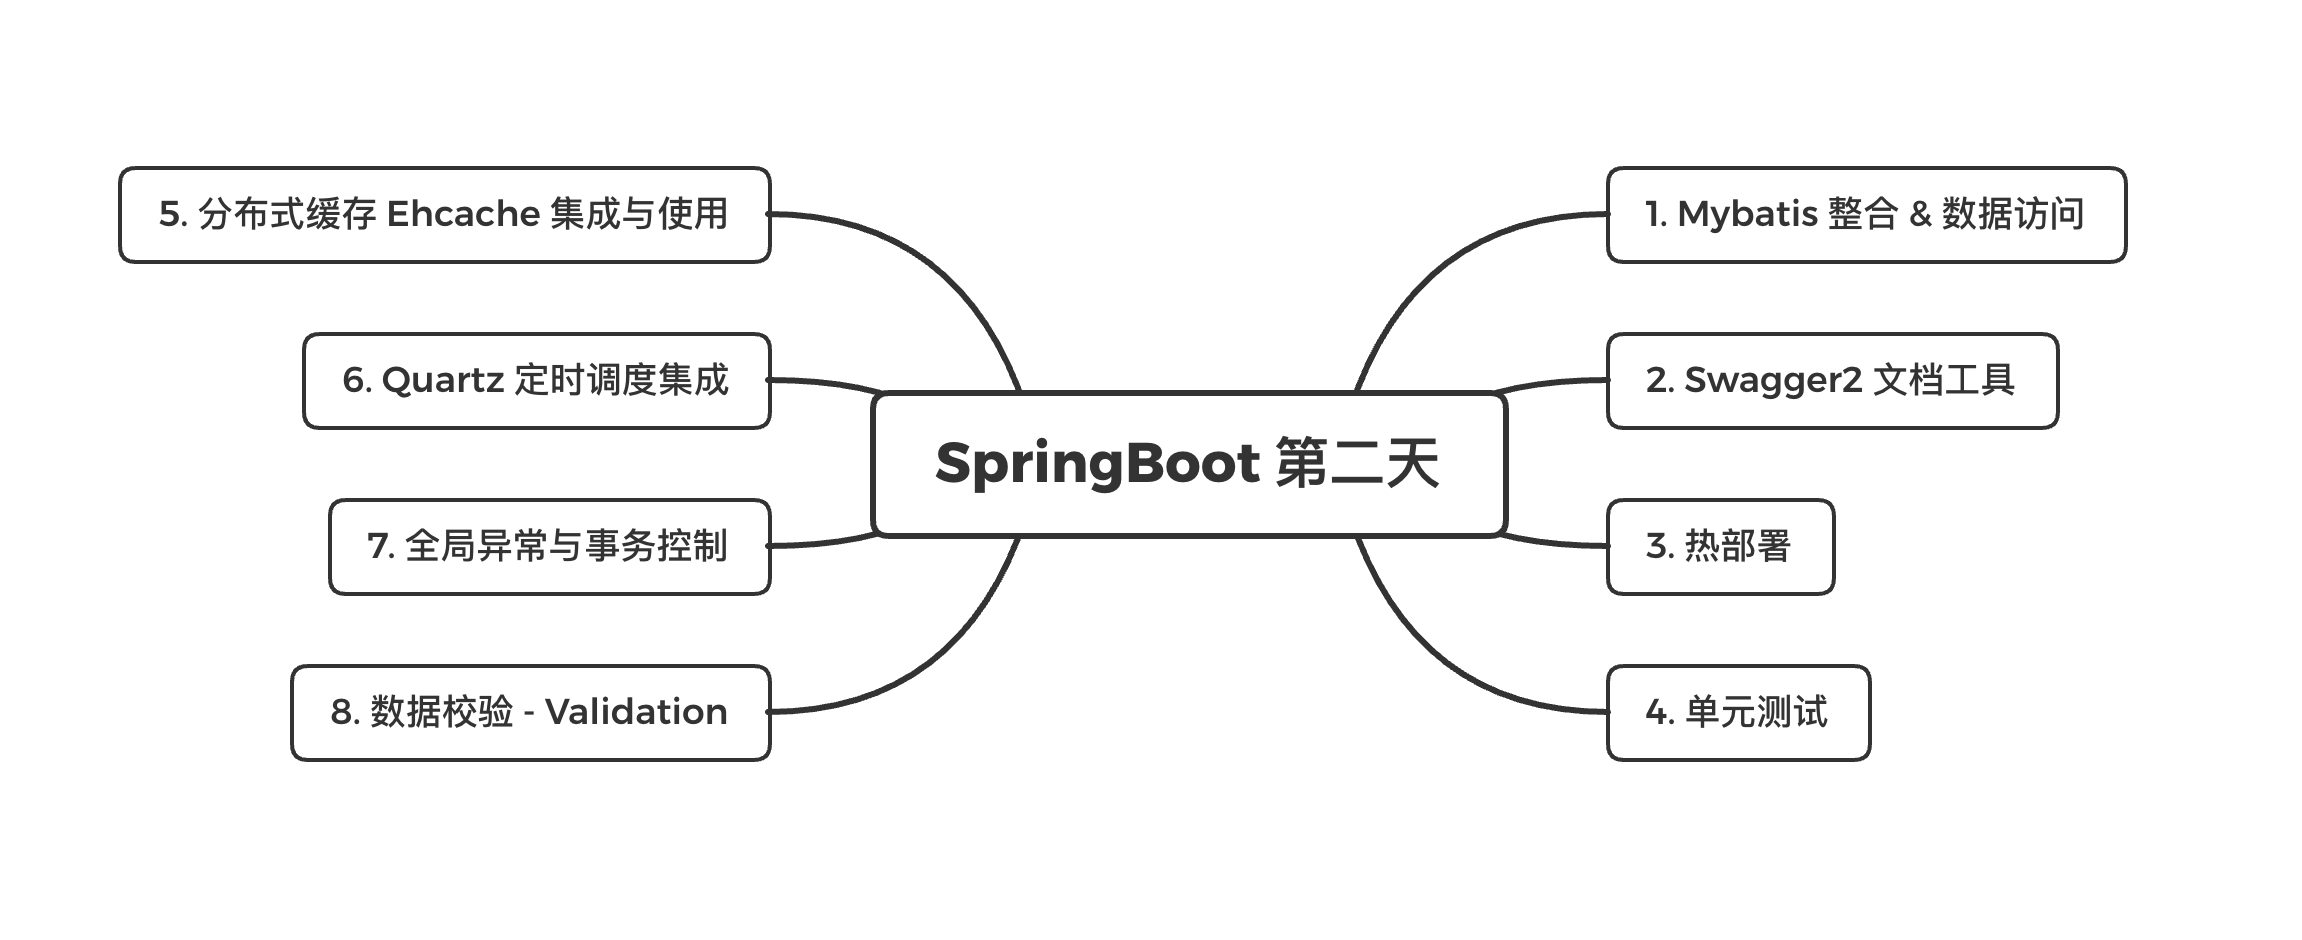 SpringBoot 第二天
1. Mybatis 整合 & 数据访问
2. Swagger2 文档工具
3. 热部署
4. 单元测试
5. 分布式缓存 Ehcache 集成与使用
6. Quartz 定时调度集成
7. 全局异常与事务控制
8. 数据校验 - Validation